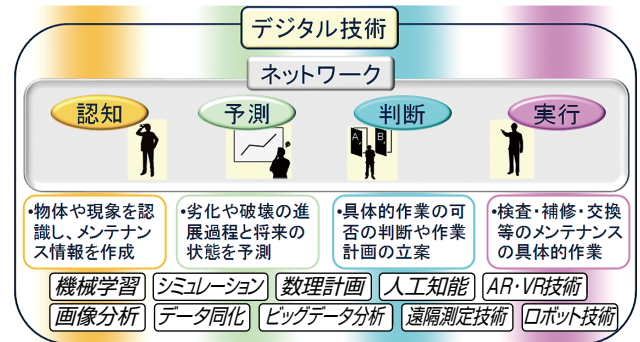 デジタル技術
ネットワーク
認知
予測
判断
実行
A
B
・物体や現象を認
識し、メンテナン
ス情報を作成
・劣化や破壊の進
展過程と将来の
状態を予測
・具体的作業の可
否の判断や作業
計画の立案
・検査・補修・交換
等のメンテナンス
の具体的作業
機械学習
シミュレーション
数理計画
人工知能
AR・VR技術
画像分析
データ同化
ビッグデータ分析
遠隔測定技術
ロボット技術